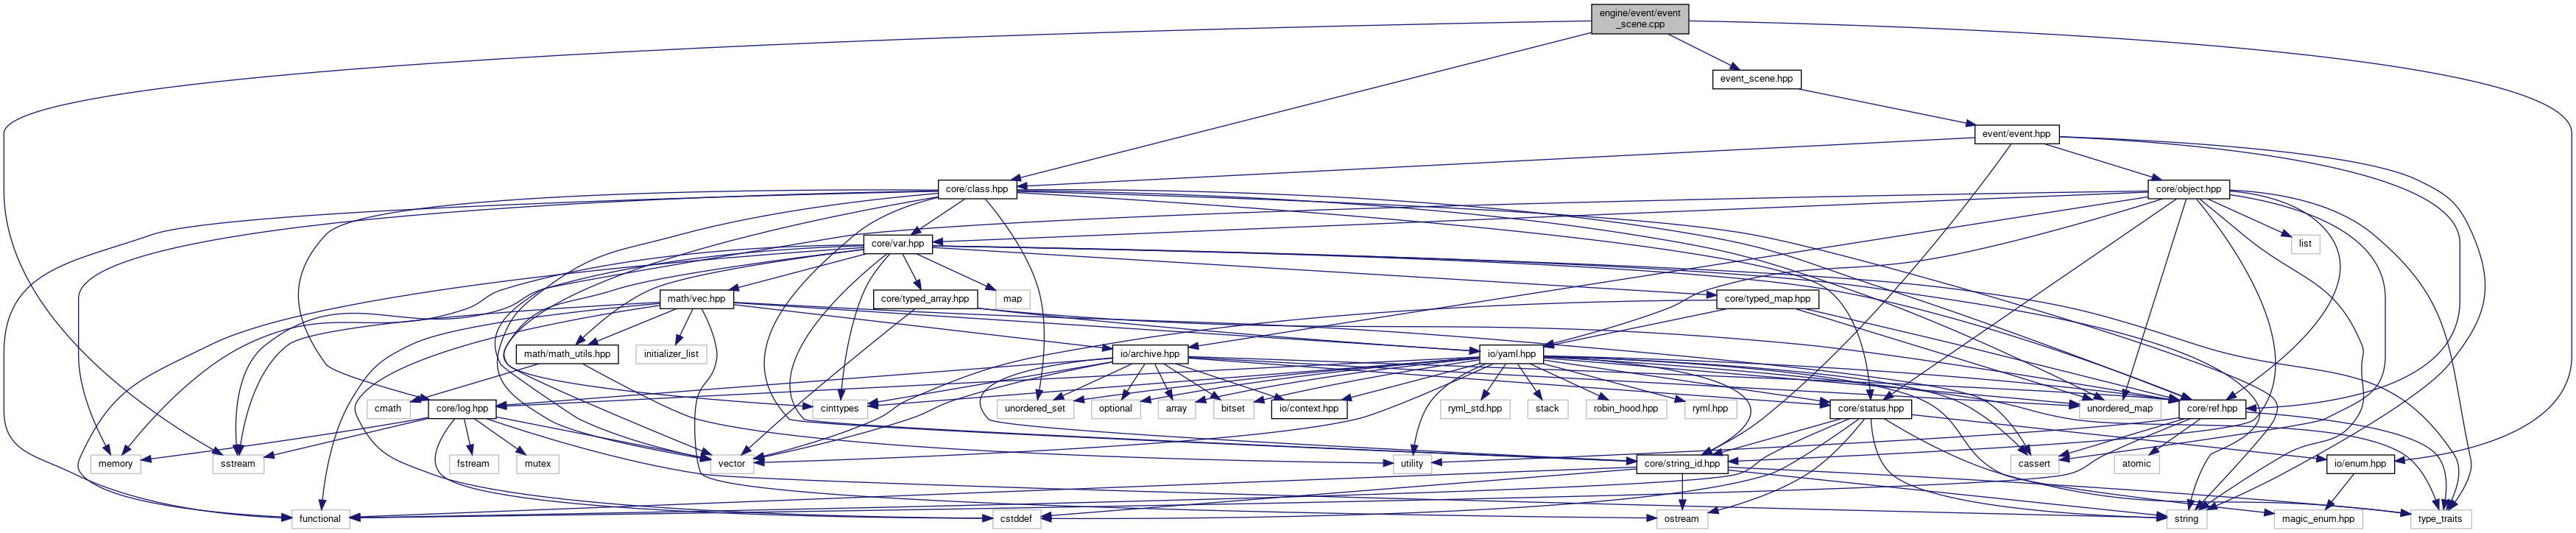 engine/event/event
_scene.cpp
event_scene.hpp
event/event.hpp
core/class.hpp
core/object.hpp
core/var.hpp
list
math/vec.hpp
core/typed_array.hpp
map
core/typed_map.hpp
math/math_utils.hpp
initializer_list
io/archive.hpp
io/yaml.hpp
cmath
core/log.hpp
cinttypes
unordered_set
optional
array
bitset
io/context.hpp
ryml_std.hpp
stack
robin_hood.hpp
ryml.hpp
core/status.hpp
unordered_map
core/ref.hpp
memory
sstream
fstream
mutex
vector
utility
core/string_id.hpp
cassert
atomic
io/enum.hpp
functional
cstddef
ostream
string
magic_enum.hpp
type_traits